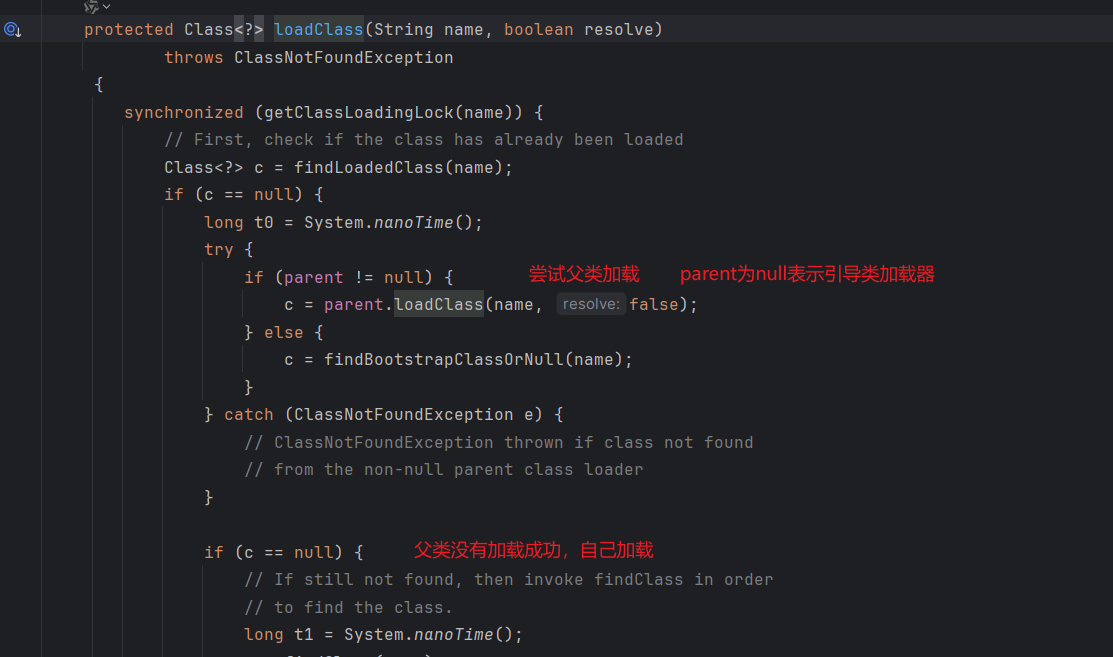 protected Class<?> loadClass(String name, boolean resolve)
throws ClassNotFoundException
{
synchronized (getClassLoadingLock(name)) {
// First, check if the class has already been loaded
Class<?> c = findLoadedClass(name);
if (c == null) {
long t0 = System.nanoTime();
try {
if (parent != null) { 尝试父类加载 parent为null表示引导类加载器
c = parent.loadClass(name, resolve: false);
} else {
c = findBootstrapClassOrNull(name);
}
} catch (ClassNotFoundException e) {
// ClassNotFoundException thrown if class not found
// from the non-null parent class loader
}
if (c == null) { 父类没有加载成功，自己加载
// If still not found, then invoke findClass in order
// to find the class.
long t1 = System.nanoTime();